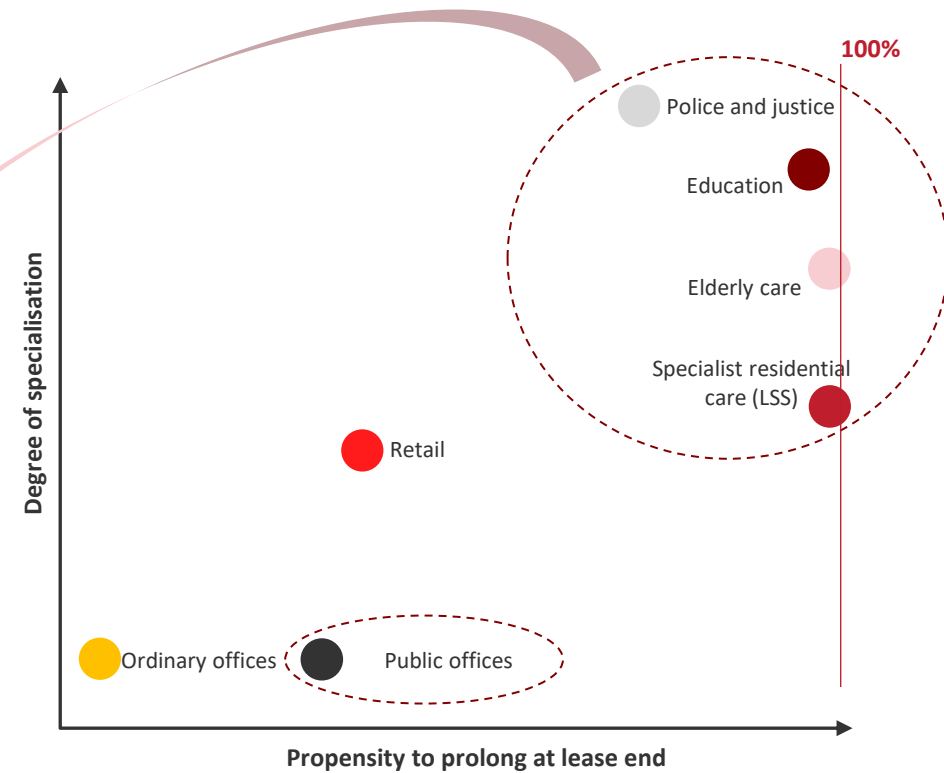 100%
Police and justice
Education
Elderly care
Specialist residential
care (LSS)
Retail
Ordinary offices
Public offices
Degree of specialisation
Propensity to prolong at lease end